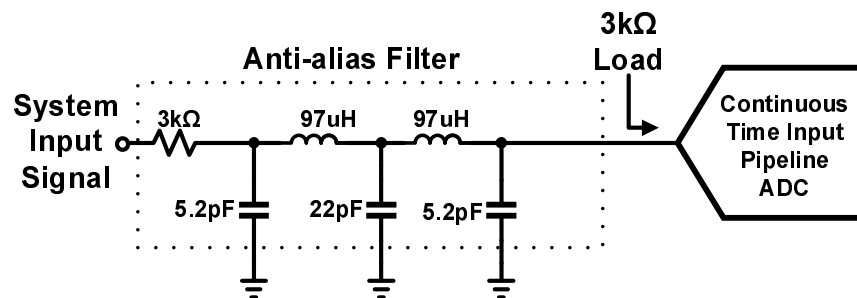 3kΩ
Load
Anti-alias Filter
System
Input
Signal
3kΩ
97uH
97uH
5.2pF
22pF
5.2pF
Continuous
Time Input
Pipeline
ADC